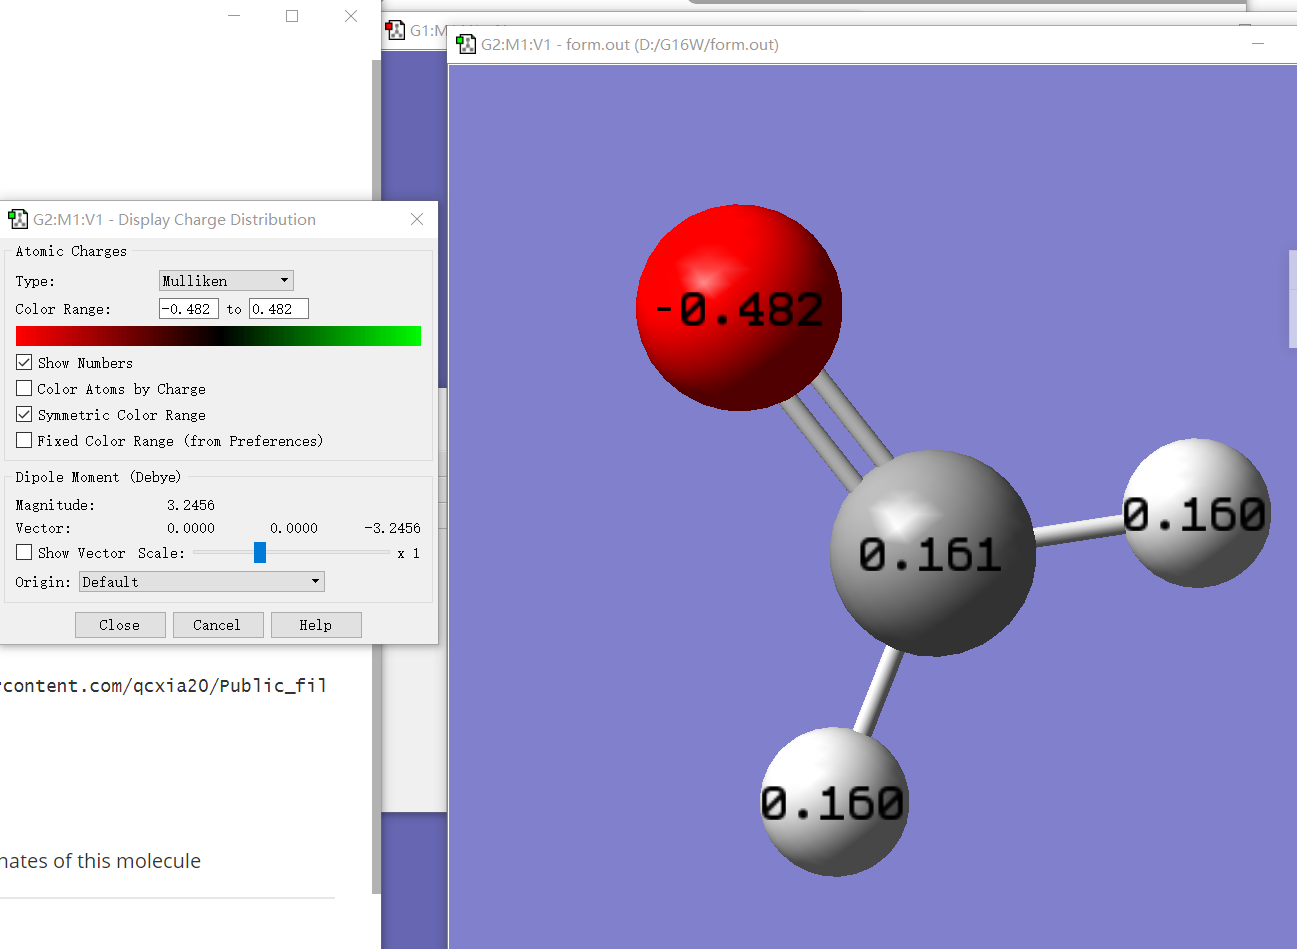 G1:M
G2:M1:V1 - form.out (D:/G16W/form.out)
G2:M1:V1 - Display Charge Distribution
Atomic Charges
Type: Mulliken
Color Range: -0.482 to 0.482
Show Numbers
Color Atoms by Charge
Symmetric Color Range
Fixed Color Range (from Preferences)
Dipole Moment (Debye)
Magnitude: 3.2456
Vector: 0.0000 0.0000 -3.2456
Show Vector Scale: x 1
Origin: Default
Close Cancel Help
-0.482
0.161
0.160
0.160
rcontent.com/qcxia20/Public_fil
nates of this molecule